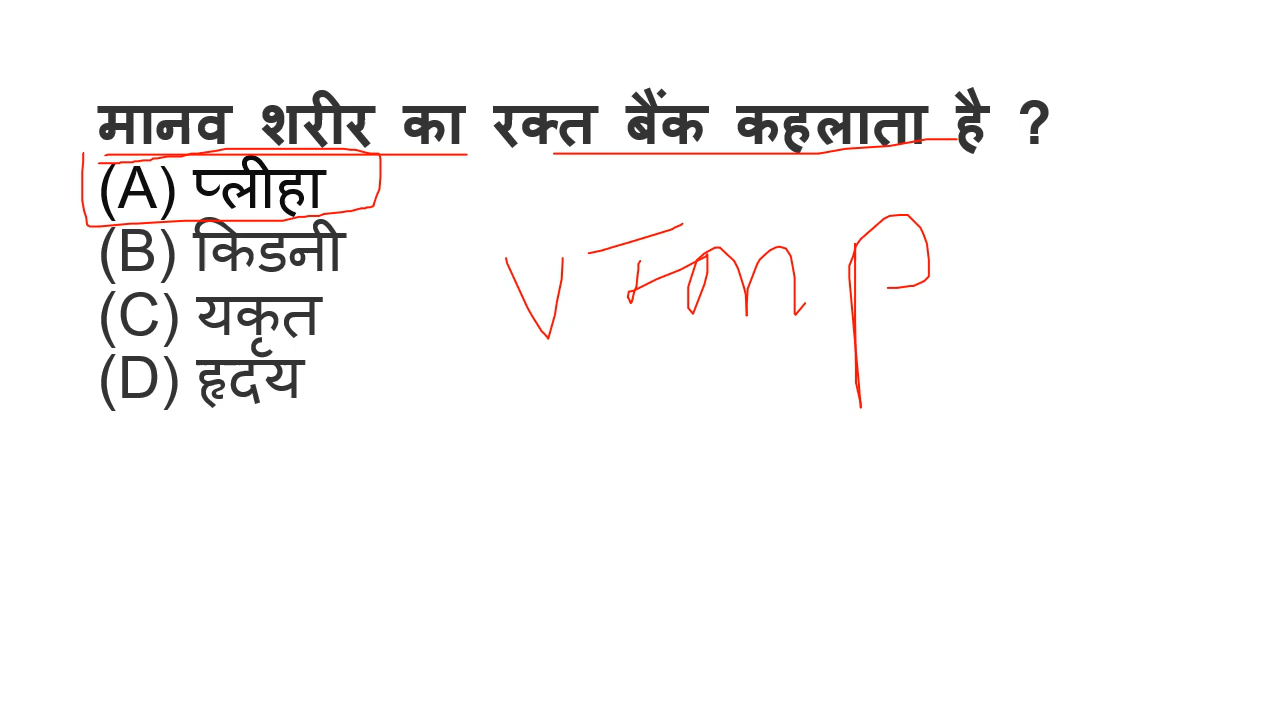 मानव शरीर का रक्त बैंक कहलाता है ?
(A) प्लीहा
(B) किडनी
(C) यकृत
(D) हृदय